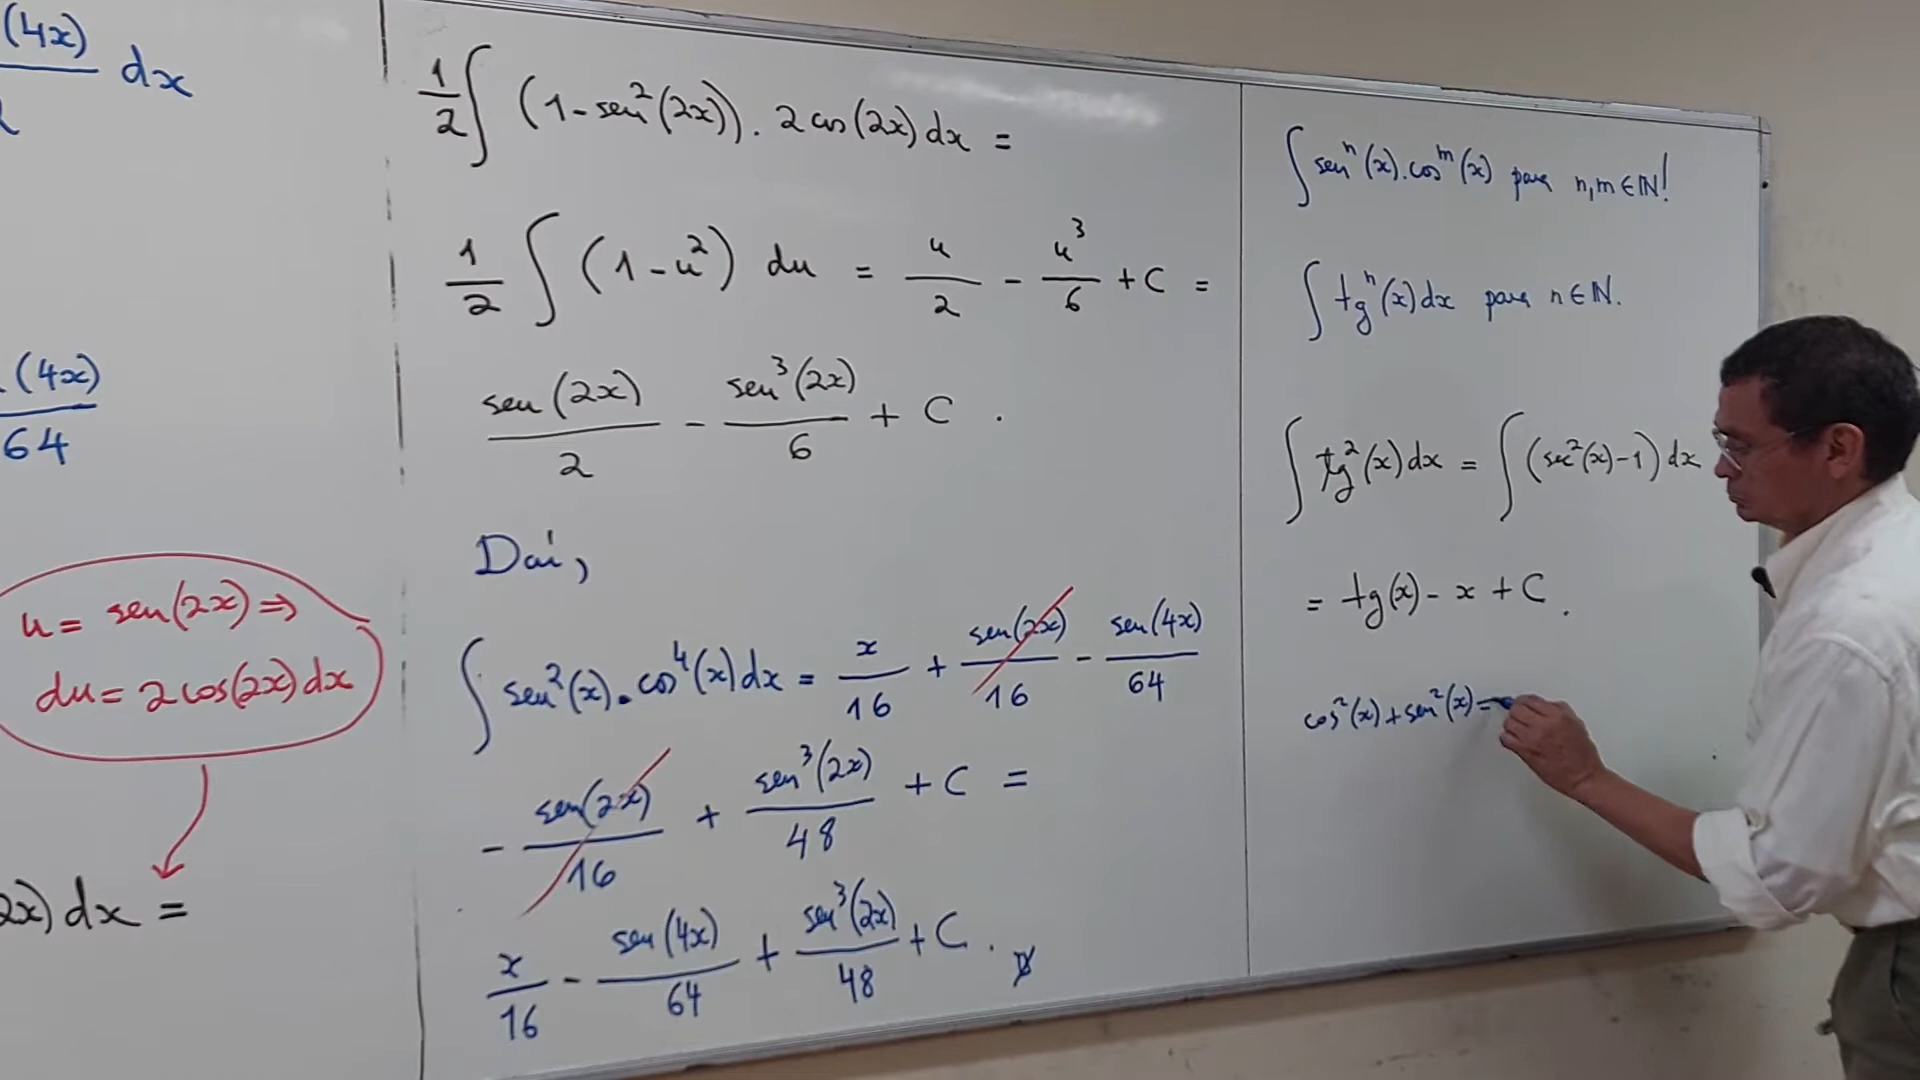 (4x)
dx
2
(4x)
64
u = sen(2x) ⇒
du = 2cos(2x)dx
2x) dx =
1/2 ∫ (1 - sen²(2x)). 2cos(2x)dx =
1/2 ∫ (1 - u²) du = u/2 - u³/6 + C =
sen(2x)/2 - sen³(2x)/6 + C .
Daí,
∫ sen²(x).cos⁴(x)dx = x/16 + sen(2x)/16 - sen(4x)/64
- sen(2x)/16 + sen³(2x)/48 + C =
x/16 - sen(4x)/64 + sen³(2x)/48 + C .
∫ senⁿ(x).cosᵐ(x) para n,m ∈ ℕ!
∫ tgⁿ(x)dx para n ∈ ℕ.
∫ tg²(x)dx = ∫ (sec²(x)-1) dx
= tg(x) - x + C .
cos²(x)+sen²(x)=